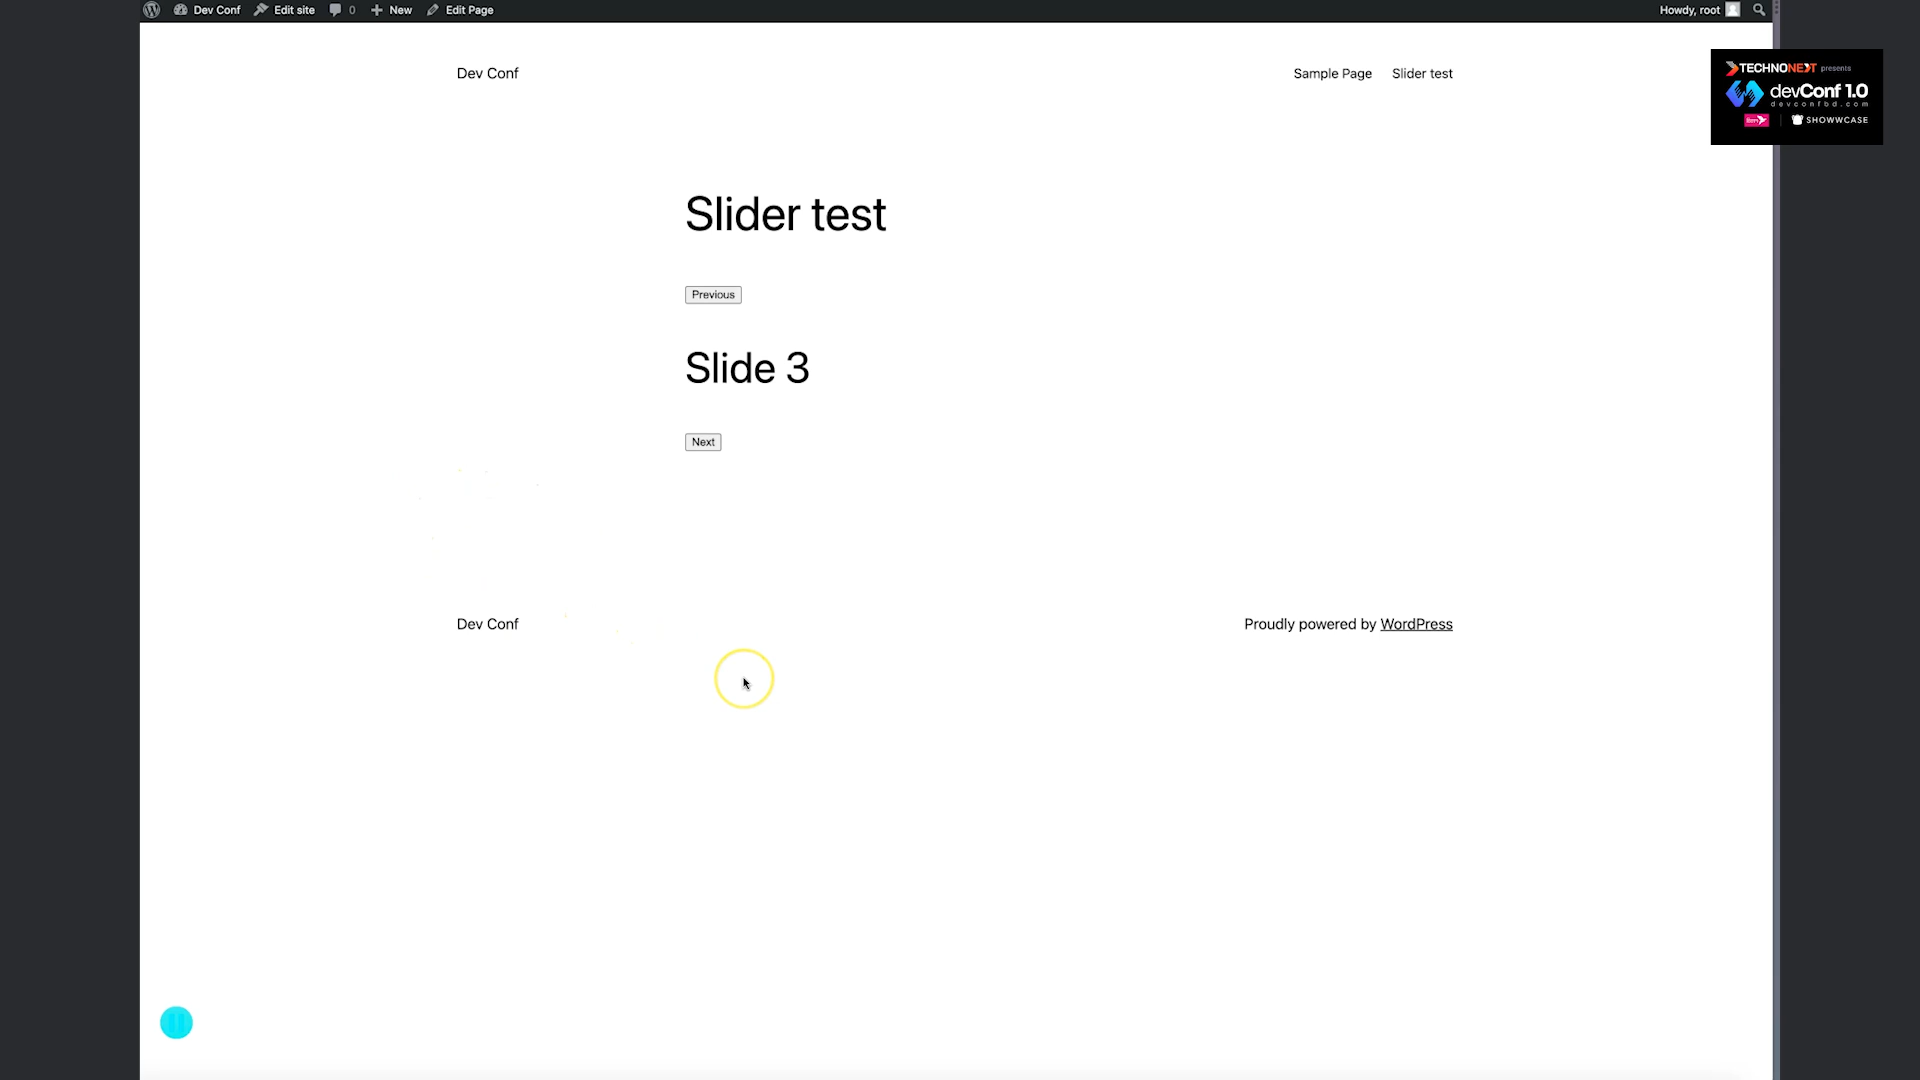 Dev Conf
Edit site
0
New
Edit Page
Howdy, root
Dev Conf
Sample Page
Slider test
TECHNONEXT presents
devConf 1.0
devconfbd.com
SHOWWCASE
Slider test
Previous
Slide 3
Next
Dev Conf
Proudly powered by WordPress